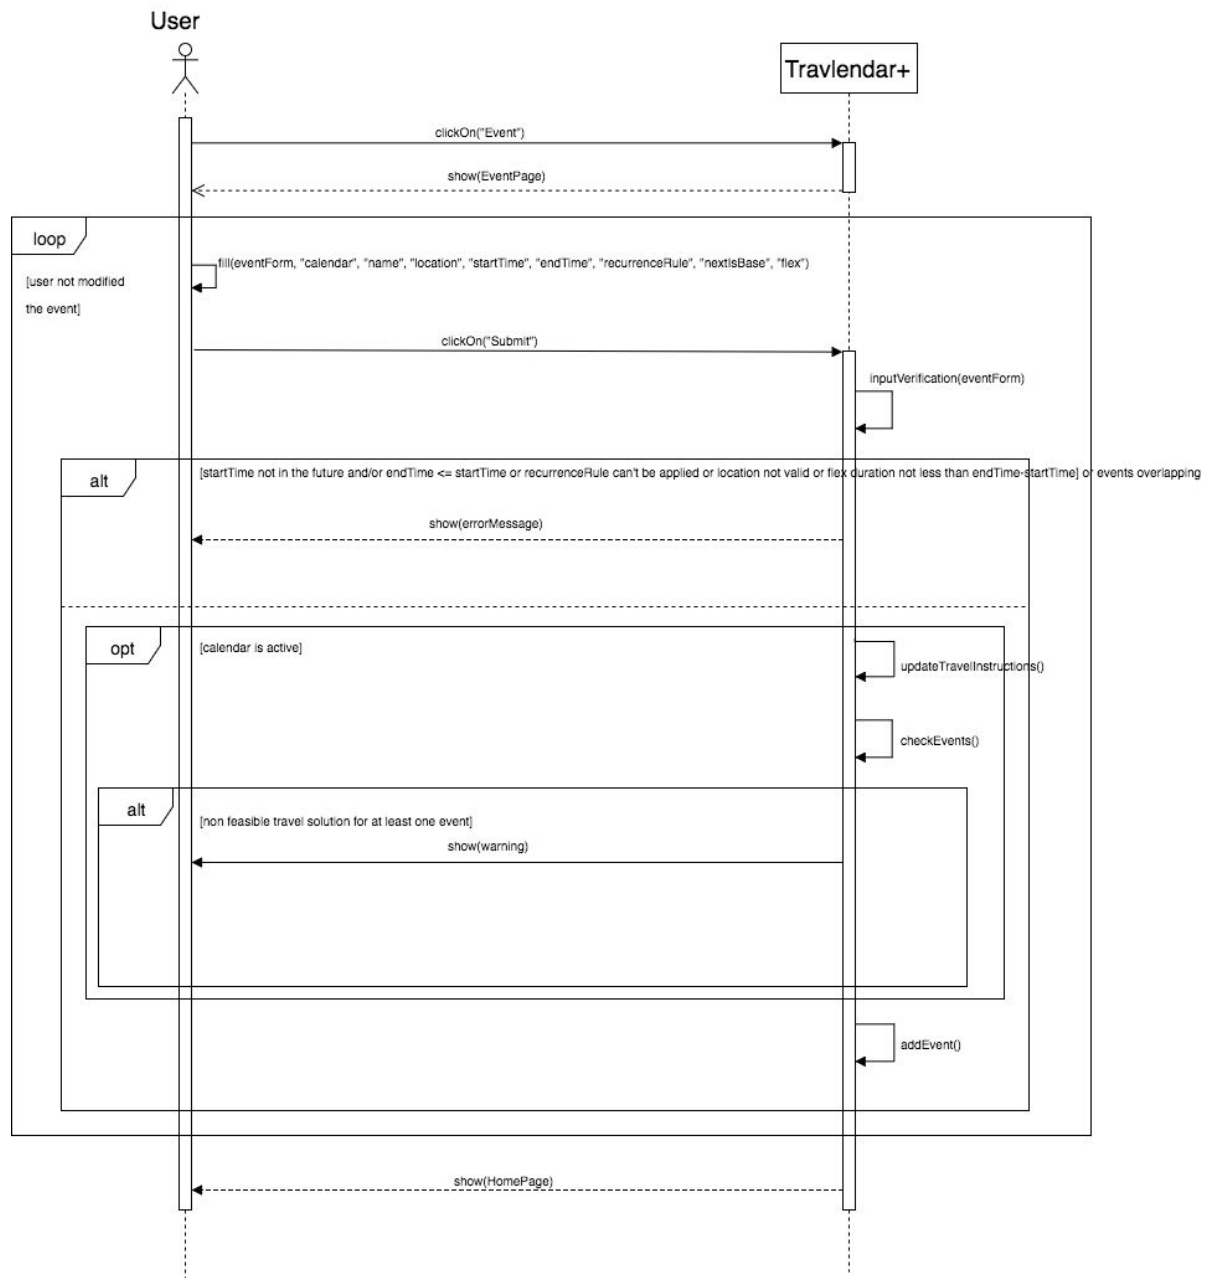 User
Travlendar+
clickOn("Event")
show(EventPage)
loop
[user not modified
the event]
fill(eventForm, "calendar", "name", "location", "startTime", "endTime", "recurrenceRule", "nextIsBase", "flex")
clickOn("Submit")
inputVerification(eventForm)
alt
[startTime not in the future and/or endTime <= startTime or recurrenceRule can't be applied or location not valid or flex duration not less than endTime-startTime] or events overlapping
show(errorMessage)
opt
[calendar is active]
updateTravelInstructions()
checkEvents()
alt
[non feasible travel solution for at least one event]
show(warning)
addEvent()
show(HomePage)